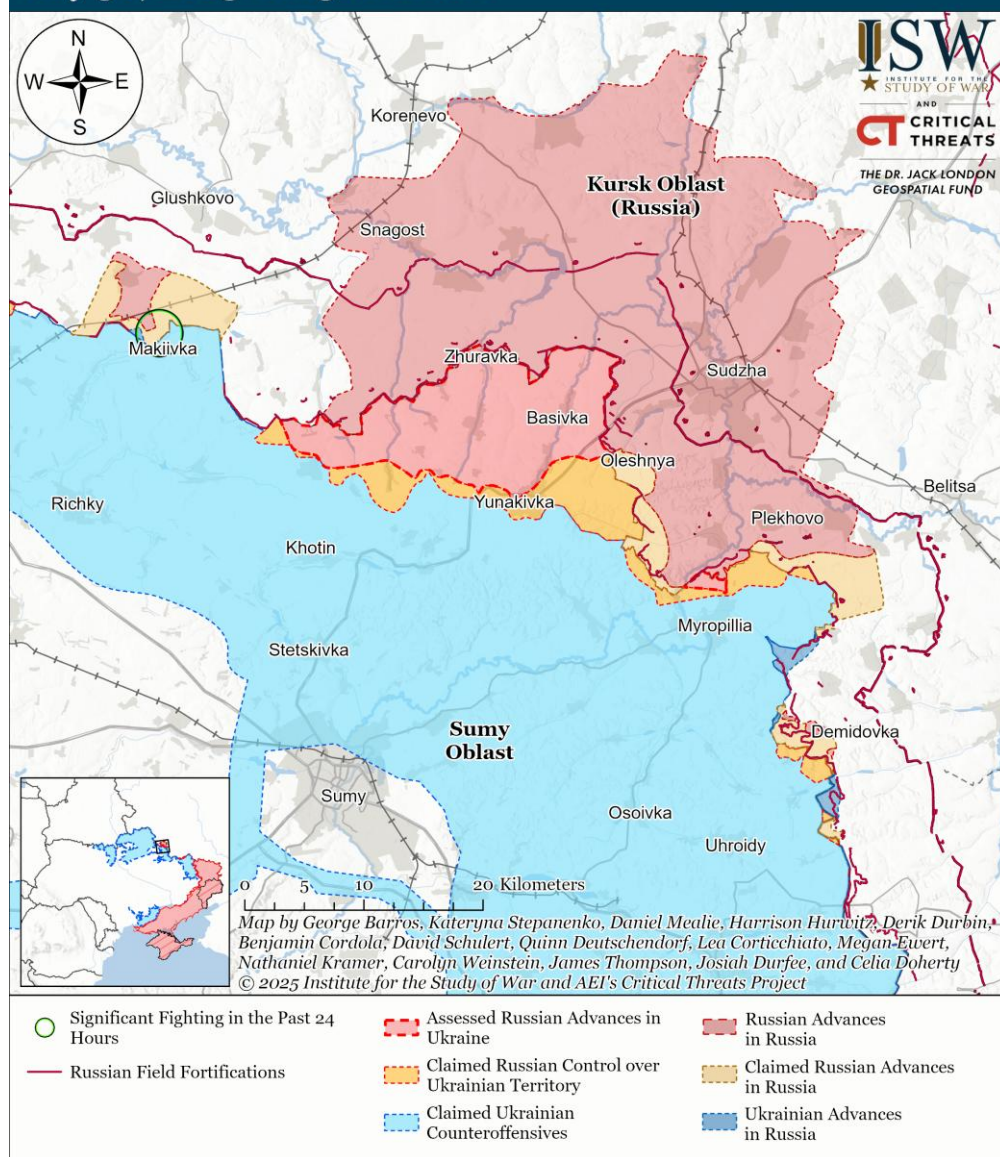 N
W E
S
ISW
INSTITUTE FOR THE
STUDY OF WAR
AND
CT CRITICAL
THREATS
THE DR. JACK LONDON
GEOSPATIAL FUND
Korenevo
Kursk Oblast
(Russia)
Glushkovo
Snagost
Makiivka
Zhuravka
Sudzha
Basivka
Oleshnya
Belitsa
Richky
Yunakivka
Plekhovo
Khotin
Myropillia
Stetskivka
Sumy
Oblast
Demidovka
Sumy
Osoivka
Uhroidy
0 5 10 20 Kilometers
Map by George Barros, Kateryna Stepanenko, Daniel Mealie, Harrison Hurwitz, Derik Durbin,
Benjamin Cordola, David Schulert, Quinn Deutschendorf, Lea Corticchiato, Megan Ewert,
Nathaniel Kramer, Carolyn Weinstein, James Thompson, Josiah Durfee, and Celia Doherty
© 2025 Institute for the Study of War and AEI's Critical Threats Project
Significant Fighting in the Past 24
Hours
Russian Field Fortifications
Assessed Russian Advances in
Ukraine
Claimed Russian Control over
Ukrainian Territory
Claimed Ukrainian
Counteroffensives
Russian Advances
in Russia
Claimed Russian Advances
in Russia
Ukrainian Advances
in Russia